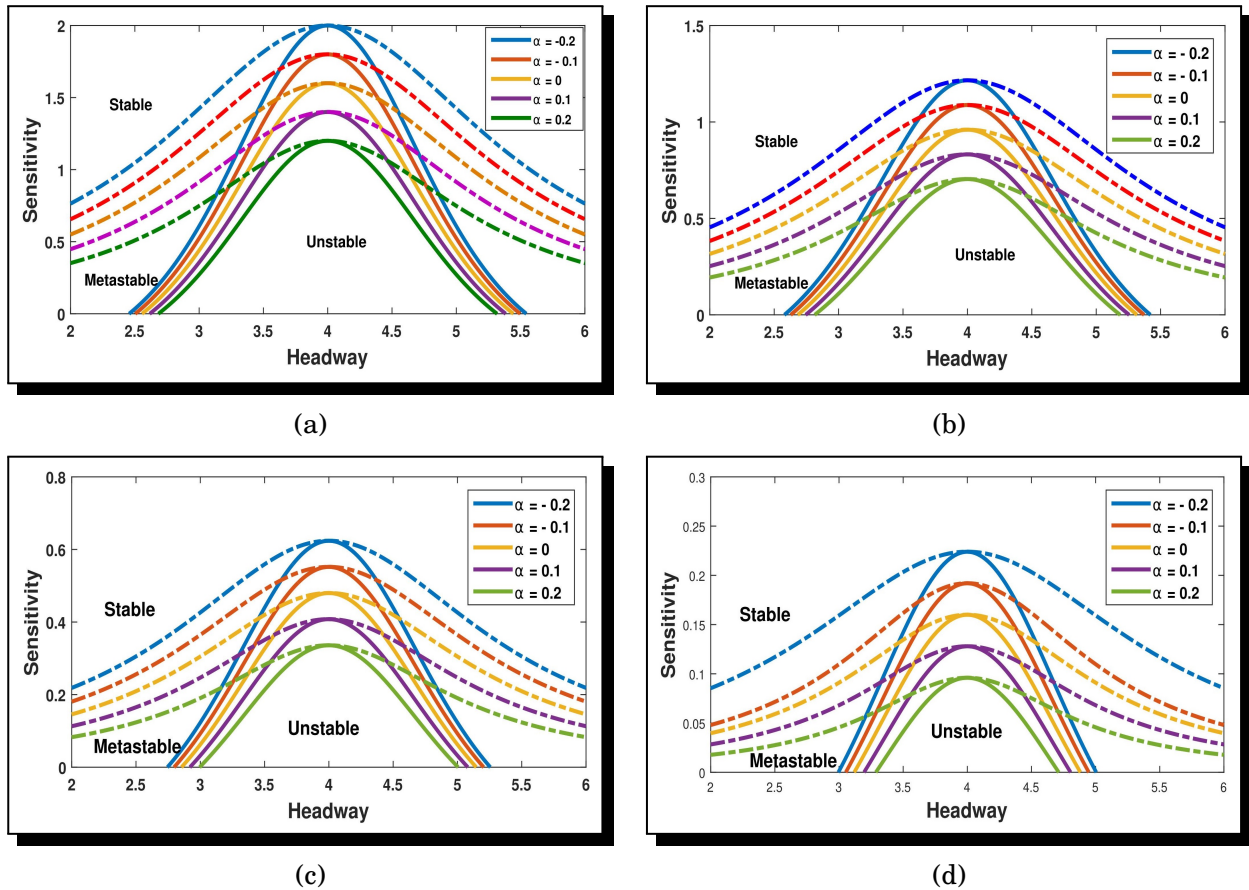 2
1.5
1
0.5
0
Sensitivity
Stable
Unstable
Metastable
α = -0.2
α = - 0.1
α = 0
α = 0.1
α = 0.2
2 2.5 3 3.5 4 4.5 5 5.5 6
Headway
(a)
1.5
1
0.5
0
Sensitivity
Stable
Unstable
Metastable
α = - 0.2
α = - 0.1
α = 0
α = 0.1
α = 0.2
2 2.5 3 3.5 4 4.5 5 5.5 6
Headway
(b)
0.8
0.6
0.4
0.2
0
Sensitivity
Stable
Unstable
Metastable
α = - 0.2
α = - 0.1
α = 0
α = 0.1
α = 0.2
2 2.5 3 3.5 4 4.5 5 5.5 6
Headway
(c)
0.3
0.25
0.2
0.15
0.1
0.05
0
Sensitivity
Stable
Unstable
Metastable
α = - 0.2
α = - 0.1
α = 0
α = 0.1
α = 0.2
2 2.5 3 3.5 4 4.5 5 5.5 6
Headway
(d)